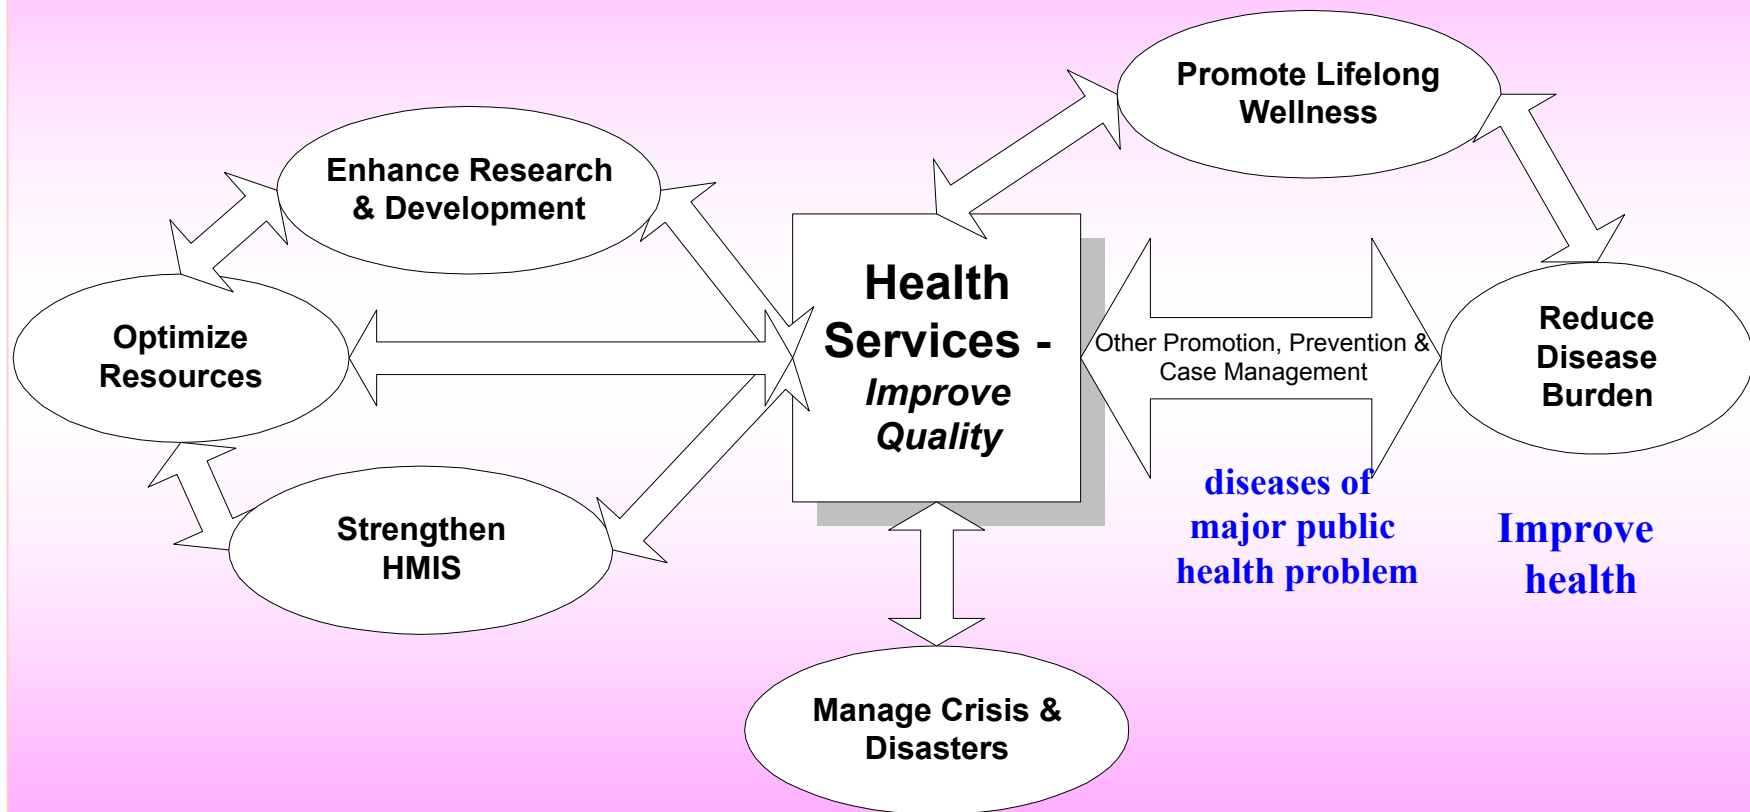 Promote Lifelong
Wellness
Enhance Research
& Development
Health
Services -
Improve
Quality
Optimize
Resources
Other Promotion, Prevention &
Case Management
Reduce
Disease
Burden
diseases of
major public
health problem
Improve
health
Strengthen
HMIS
Manage Crisis &
Disasters